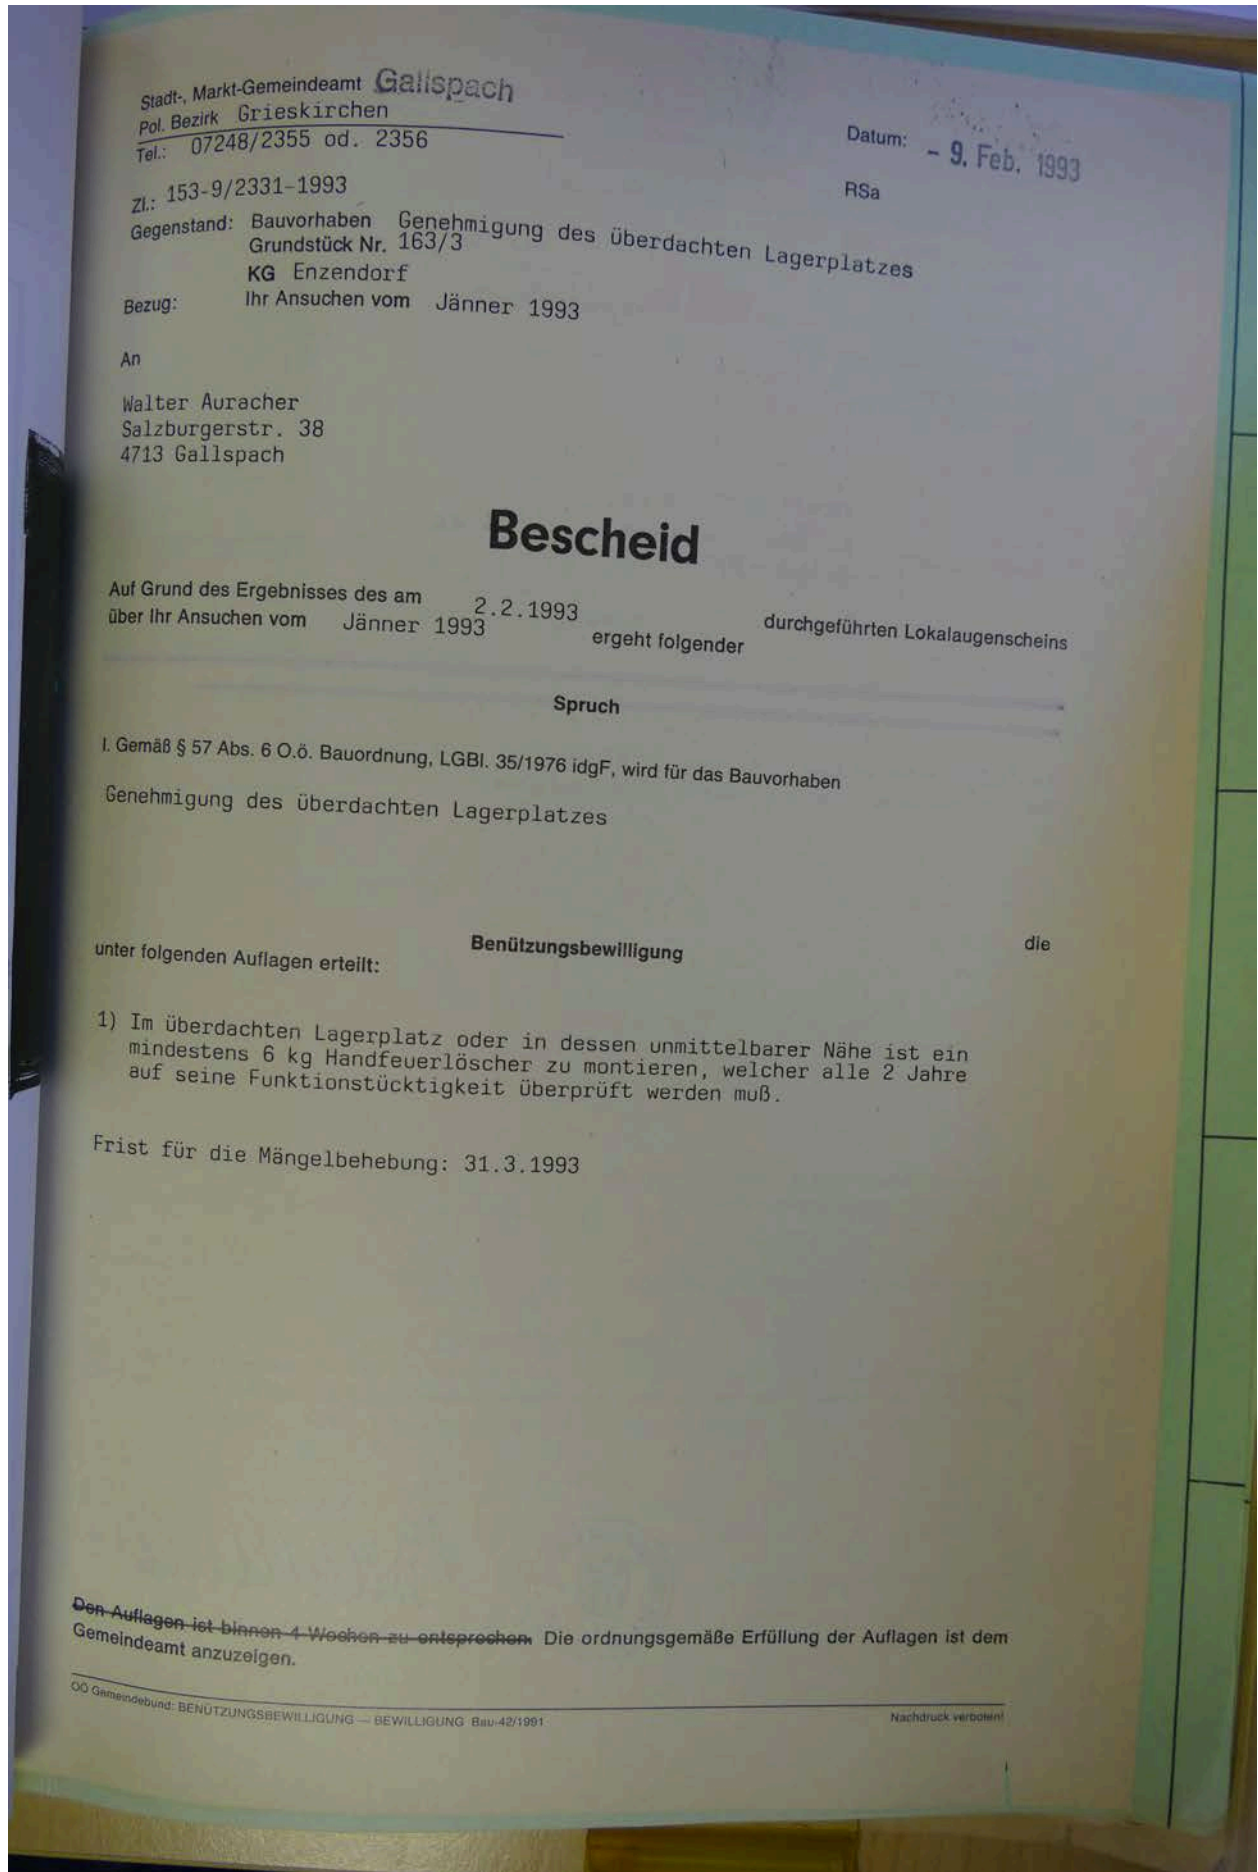 Stadt-, Markt-Gemeindeamt Gallspach
Pol. Bezirk Grieskirchen
Tel.: 07248/2355 od. 2356
Datum: - 9. Feb. 1993
Zl.: 153-9/2331-1993
RSa
Gegenstand: Bauvorhaben Genehmigung des überdachten Lagerplatzes
Grundstück Nr. 163/3
KG Enzendorf
Bezug: Ihr Ansuchen vom Jänner 1993
An
Walter Auracher
Salzburgerstr. 38
4713 Gallspach
Bescheid
Auf Grund des Ergebnisses des am 2.2.1993 durchgeführten Lokalaugenscheins
über Ihr Ansuchen vom Jänner 1993 ergeht folgender
Spruch
I. Gemäß § 57 Abs. 6 O.ö. Bauordnung, LGBl. 35/1976 idgF, wird für das Bauvorhaben
Genehmigung des überdachten Lagerplatzes
die
Benützungsbewilligung
unter folgenden Auflagen erteilt:
1) Im überdachten Lagerplatz oder in dessen unmittelbarer Nähe ist ein
mindestens 6 kg Handfeuerlöscher zu montieren, welcher alle 2 Jahre
auf seine Funktionstücktigkeit überprüft werden muß.
Frist für die Mängelbehebung: 31.3.1993
Den Auflagen ist binnen 4 Wochen zu entsprechen. Die ordnungsgemäße Erfüllung der Auflagen ist dem
Gemeindeamt anzuzeigen.
OÖ Gemeindebund: BENÜTZUNGSBEWILLIGUNG — BEWILLIGUNG Bau-42/1991
Nachdruck verboten!